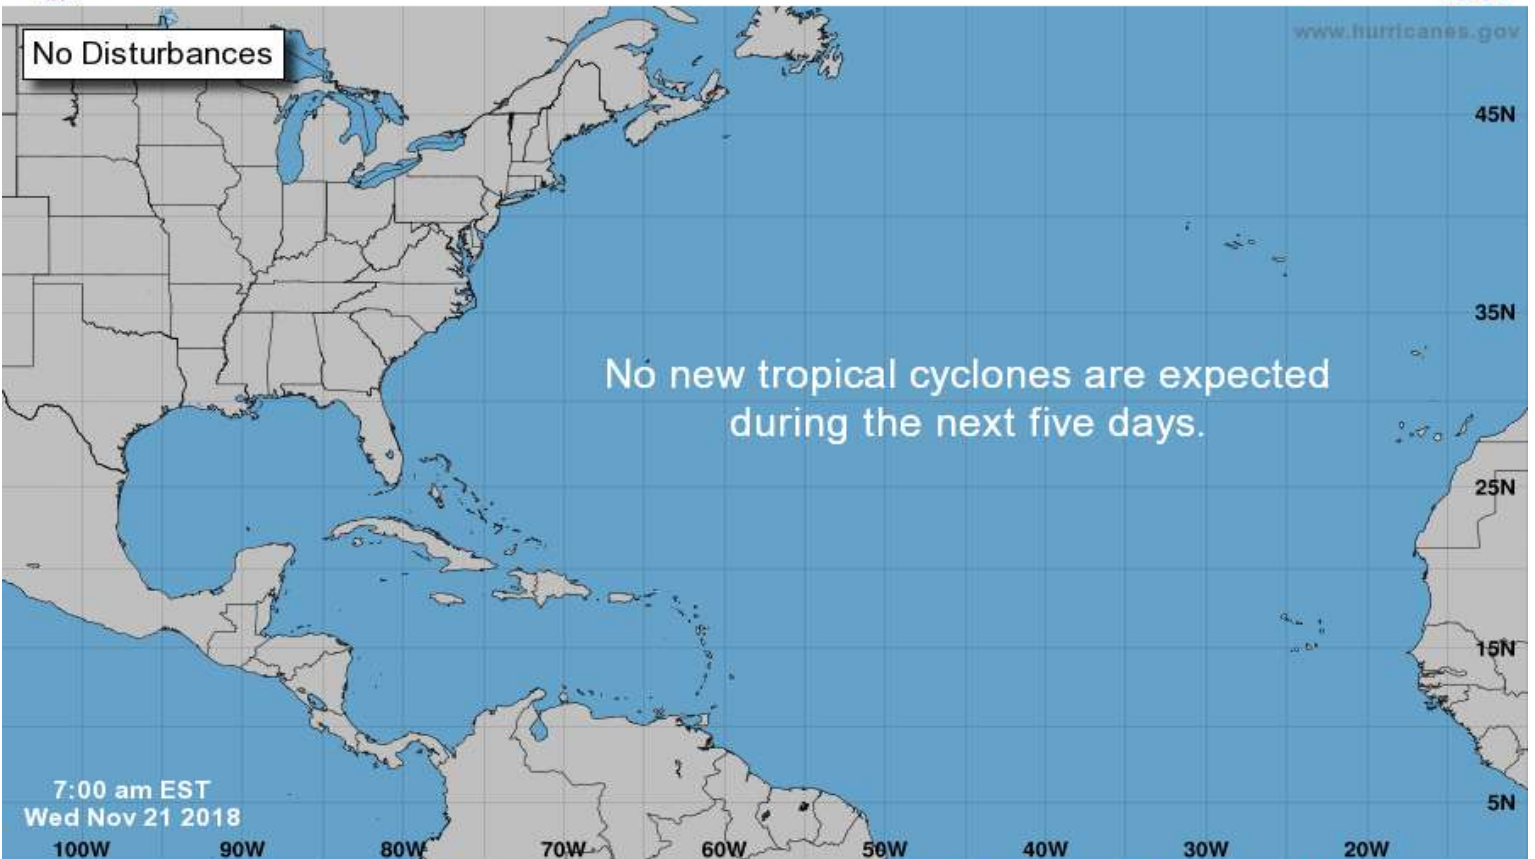 No Disturbances
www.hurricanes.gov
45N
35N
No new tropical cyclones are expected
during the next five days.
25N
15N
7:00 am EST
Wed Nov 21 2018
5N
100W 90W 80W 70W 60W 50W 40W 30W 20W